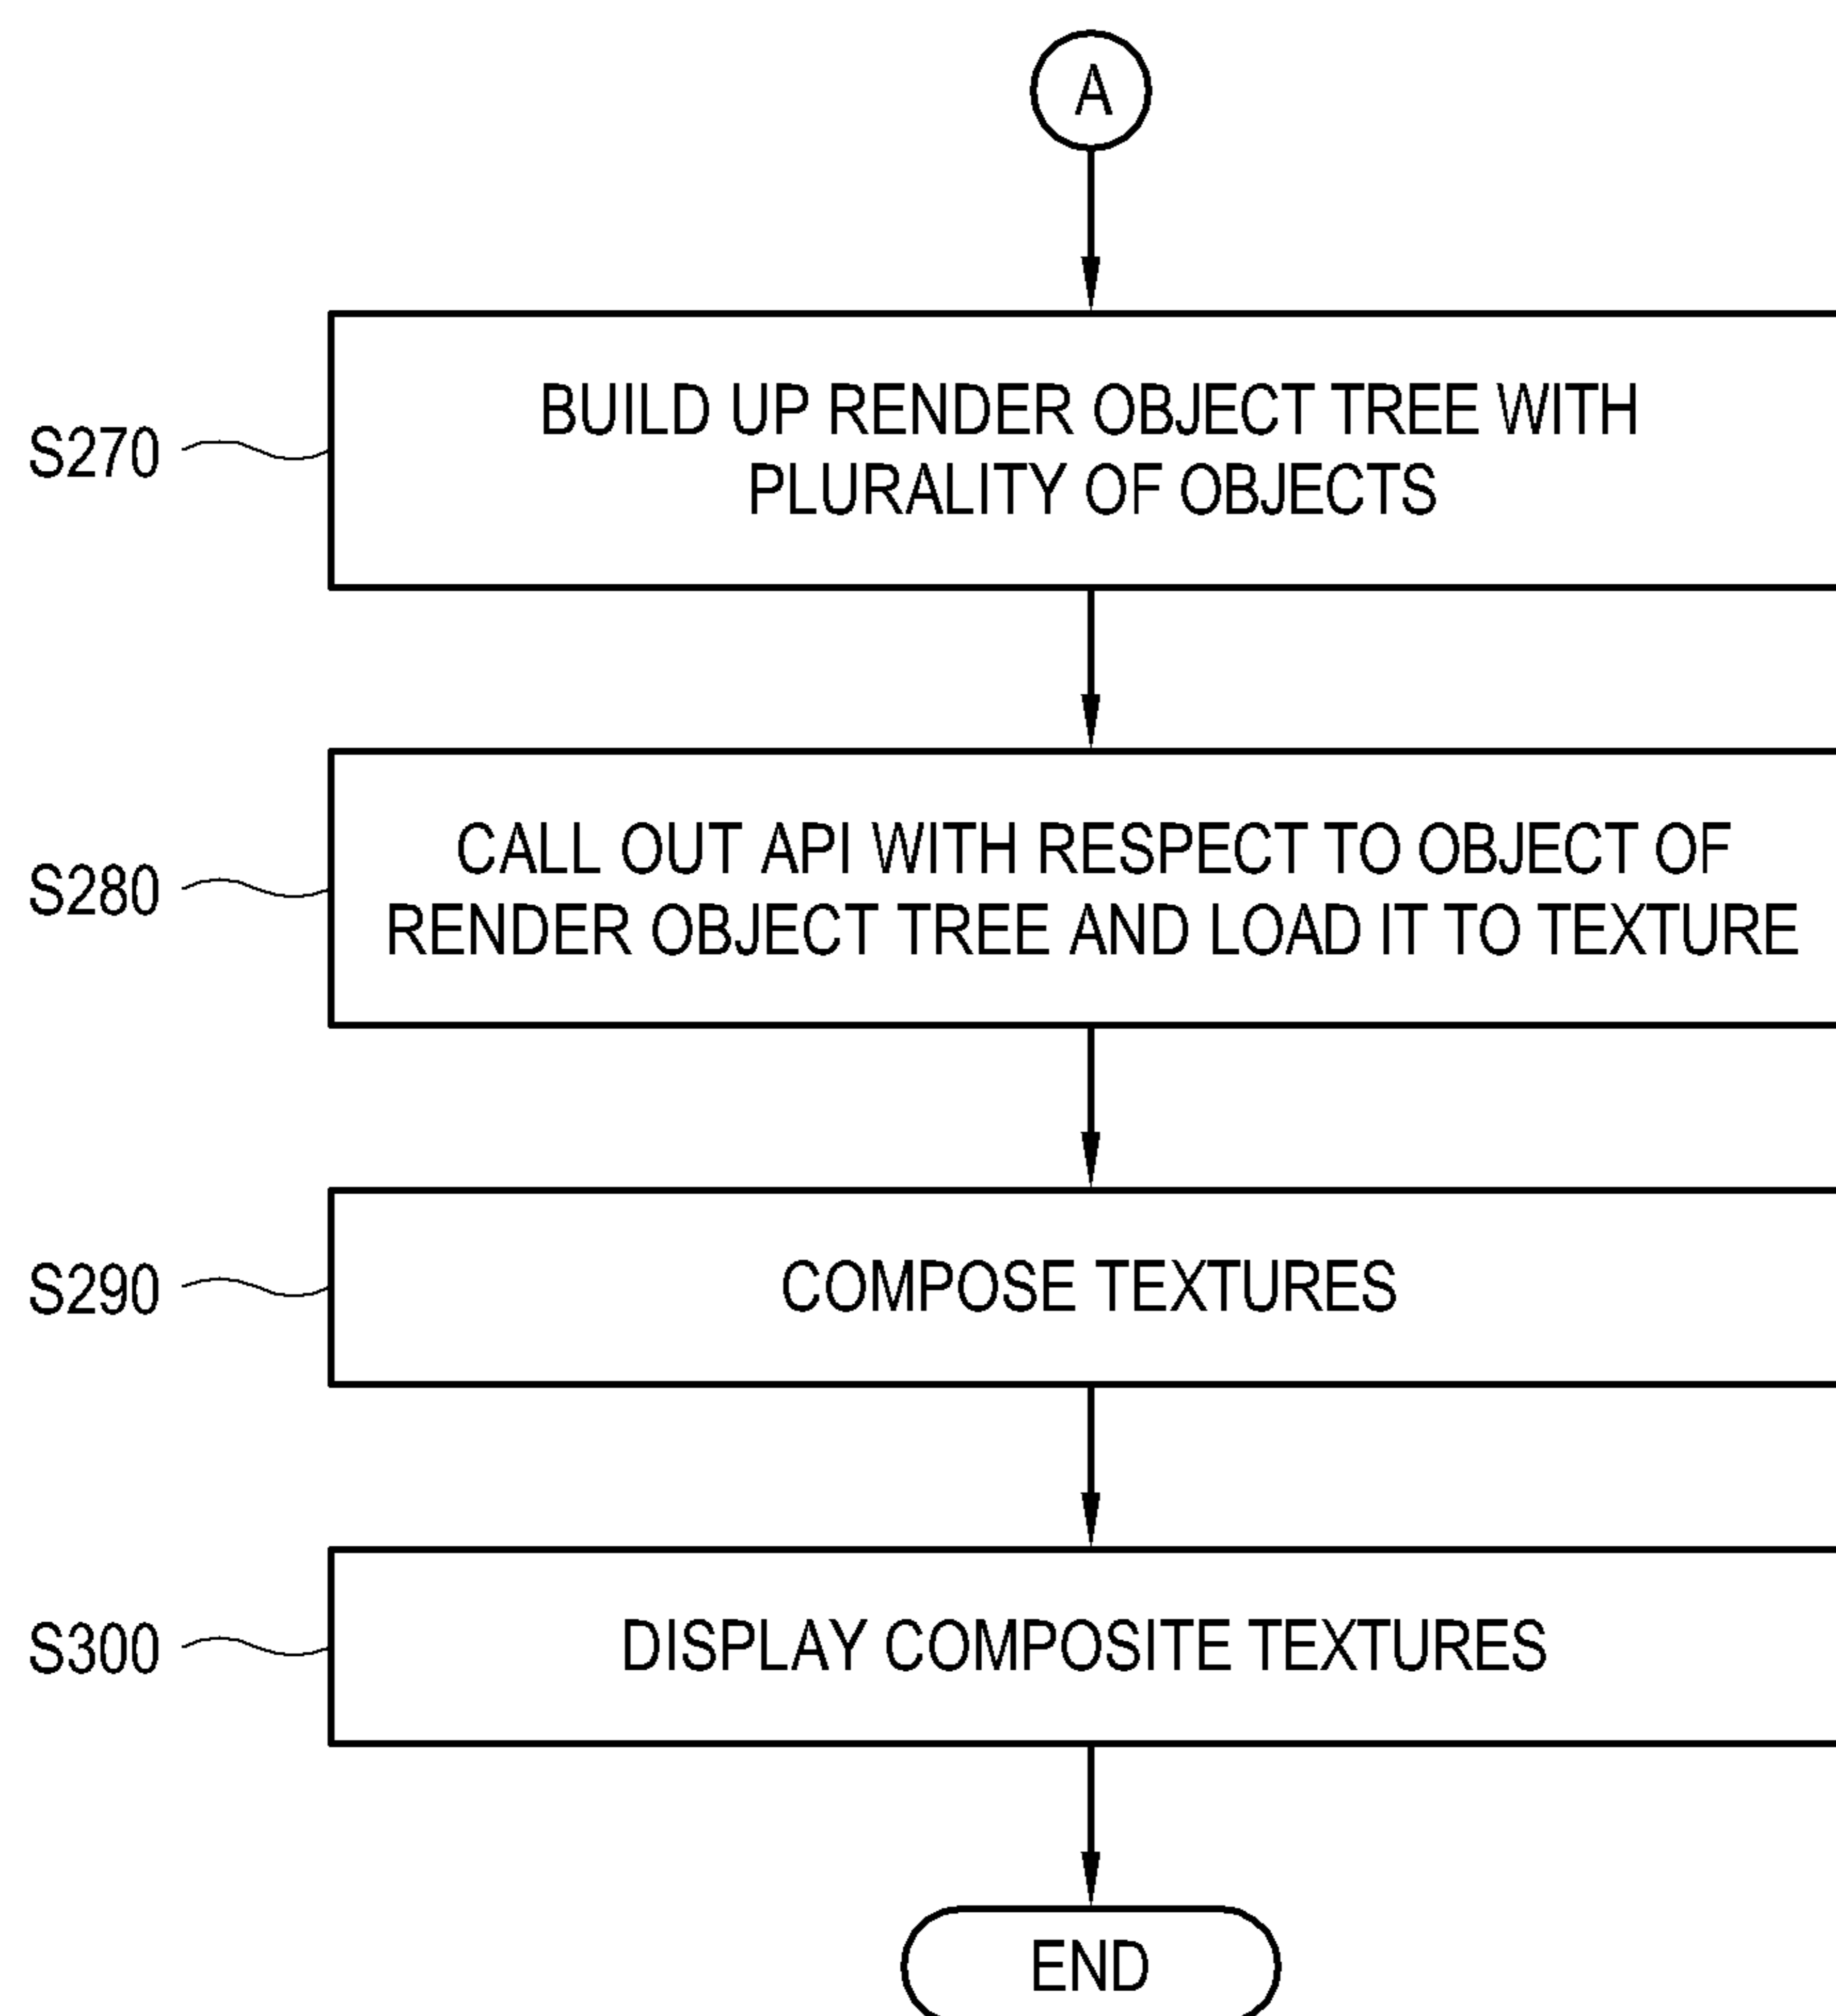 A
S270
BUILD UP RENDER OBJECT TREE WITH
PLURALITY OF OBJECTS
S280
CALL OUT API WITH RESPECT TO OBJECT OF
RENDER OBJECT TREE AND LOAD IT TO TEXTURE
S290
COMPOSE TEXTURES
S300
DISPLAY COMPOSITE TEXTURES
END